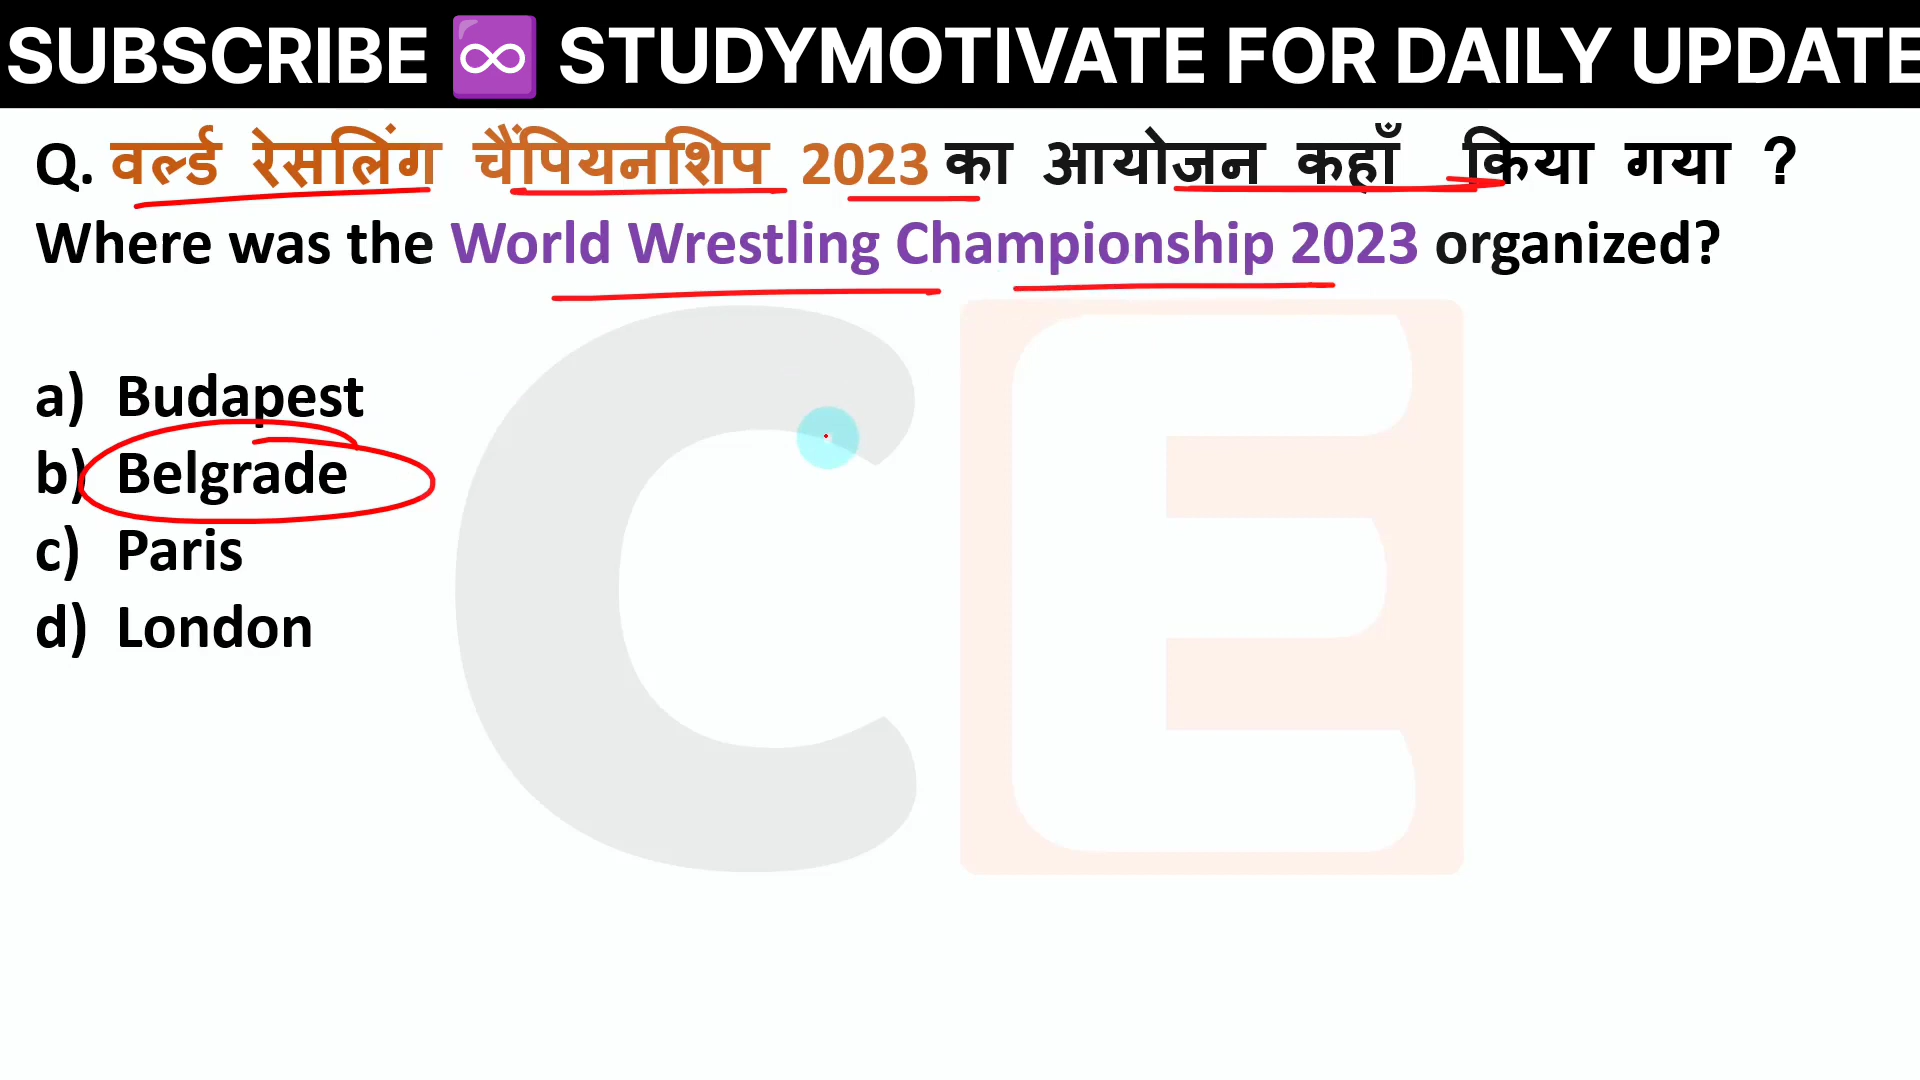 SUBSCRIBE ♾ STUDYMOTIVATE FOR DAILY UPDATE
Q. वर्ल्ड रेसलिंग चैंपियनशिप 2023 का आयोजन कहाँ किया गया ?
Where was the World Wrestling Championship 2023 organized?
a) Budapest
b) Belgrade
c) Paris
d) London
CE